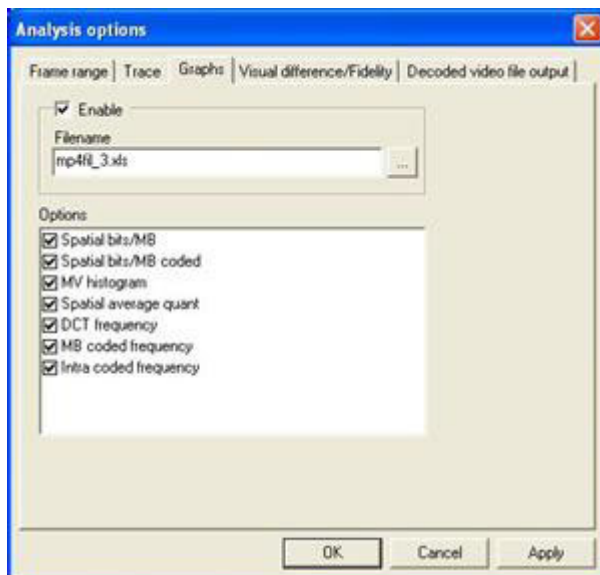 Analysis options
Frame range Trace Graphs Visual difference/Fidelity Decoded video file output
Enable
Filename
mp4fil_3.xls
...
Options
Spatial bits/MB
Spatial bits/MB coded
MV histogram
Spatial average quant
DCT frequency
MB coded frequency
Intra coded frequency
OK Cancel Apply